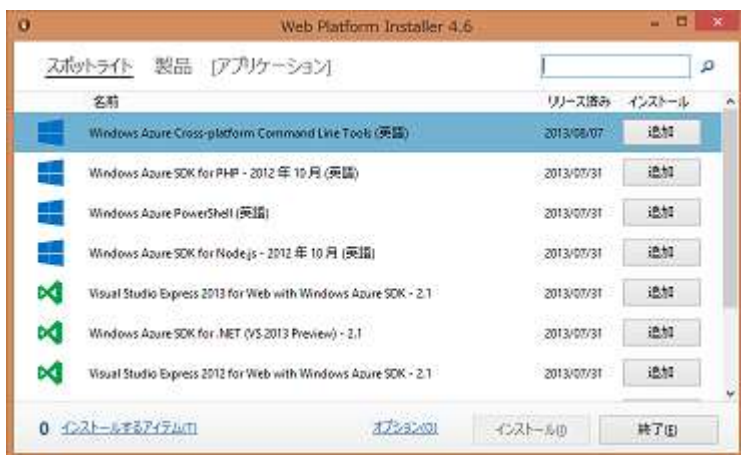 Web Platform Installer 4.6
スポットライト 製品 [アプリケーション]
名前 リリース済み インストール
Windows Azure Cross-platform Command Line Tools (英語) 2013/08/07 追加
Windows Azure SDK for PHP - 2012 年 10 月 (英語) 2013/07/31 追加
Windows Azure PowerShell (英語) 2013/07/31 追加
Windows Azure SDK for Node.js - 2012 年 10 月 (英語) 2013/07/31 追加
Visual Studio Express 2013 for Web with Windows Azure SDK - 2.1 2013/07/31 追加
Windows Azure SDK for .NET (VS 2013 Preview) - 2.1 2013/07/31 追加
Visual Studio Express 2012 for Web with Windows Azure SDK - 2.1 2013/07/31 追加
0 インストールするアイテム(T) オプション(O) インストール(I) 終了(E)